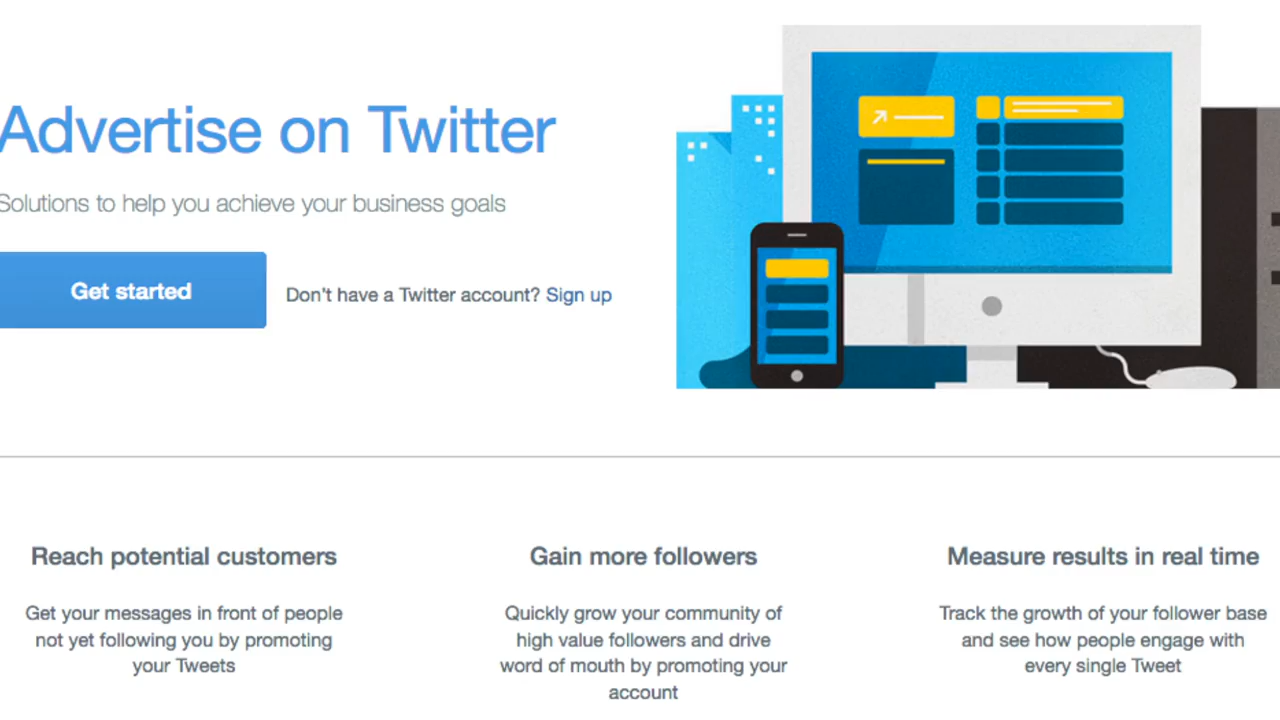 Advertise on Twitter
Solutions to help you achieve your business goals
Get started
Don't have a Twitter account? Sign up
Reach potential customers
Get your messages in front of people
not yet following you by promoting
your Tweets
Gain more followers
Quickly grow your community of
high value followers and drive
word of mouth by promoting your
account
Measure results in real time
Track the growth of your follower base
and see how people engage with
every single Tweet